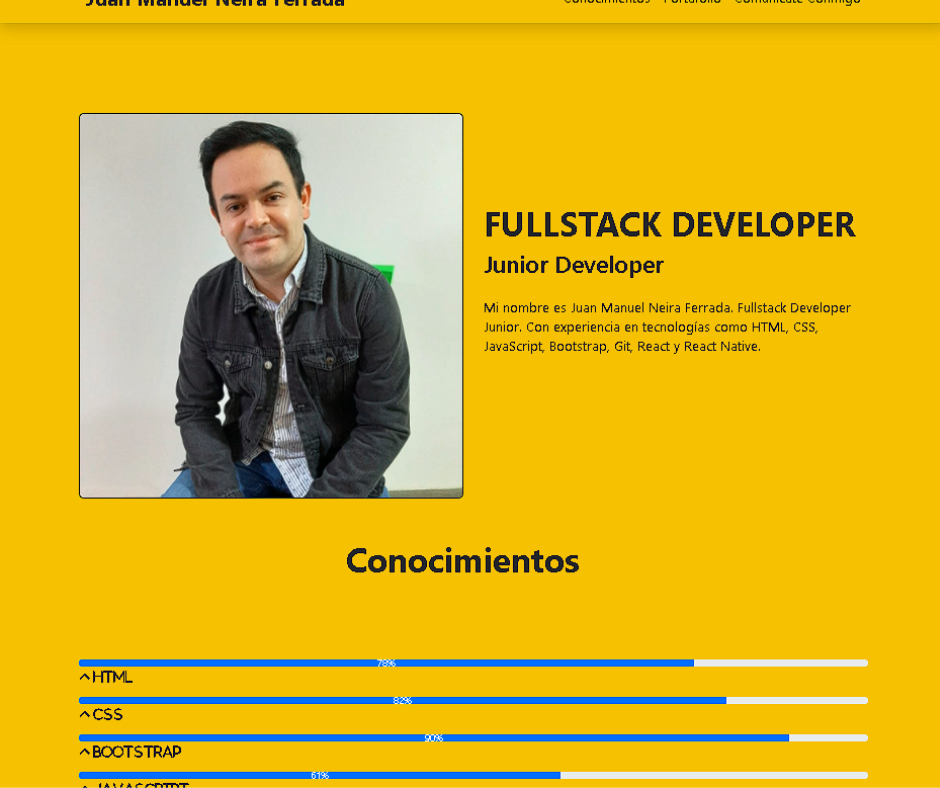 Juan Manuel Neira Ferrada
Conocimientos Portafolio Comunicate Conmigo
FULLSTACK DEVELOPER
Junior Developer
Mi nombre es Juan Manuel Neira Ferrada. Fullstack Developer
Junior. Con experiencia en tecnologías como HTML, CSS,
JavaScript, Bootstrap, Git, React y React Native.
Conocimientos
78%
HTML
82%
CSS
90%
BOOTSTRAP
61%
JAVASCRIPT